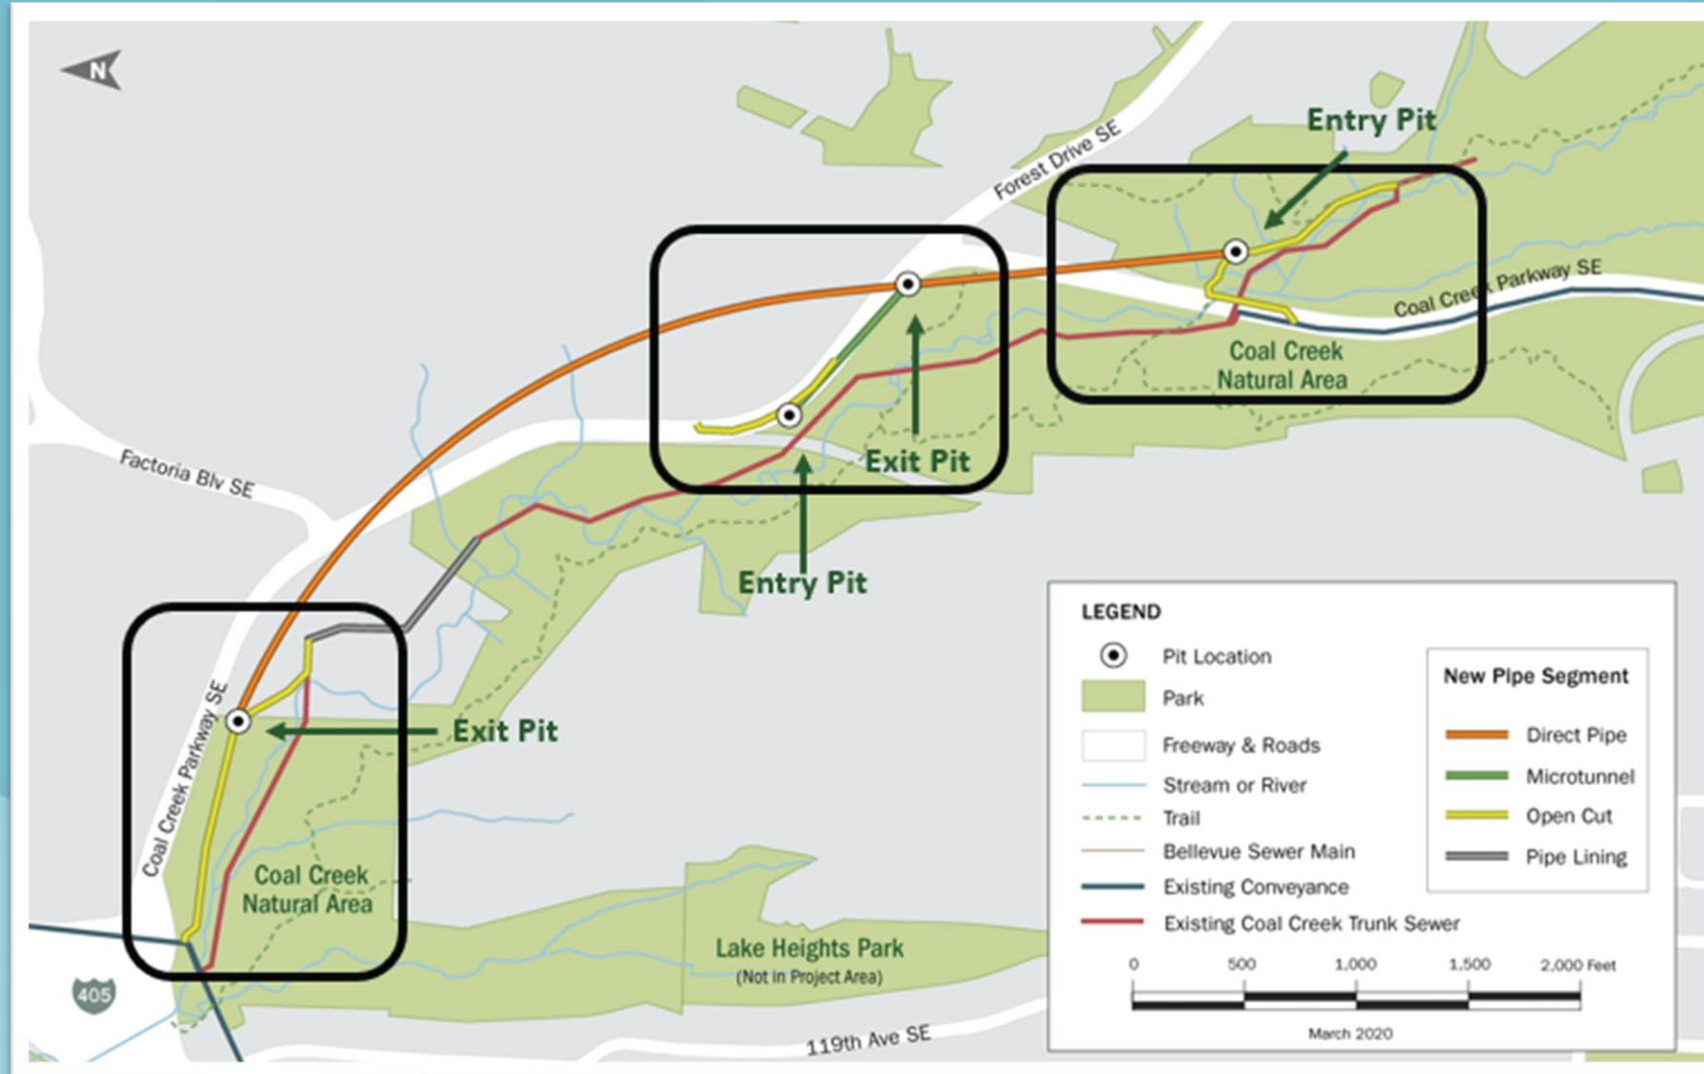 N
Forest Drive SE
Entry Pit
Coal Creek Parkway SE
Coal Creek
Natural Area
Exit Pit
Entry Pit
Factoria Blv SE
Exit Pit
Coal Creek Parkway SE
Coal Creek
Natural Area
Lake Heights Park
(Not in Project Area)
405
119th Ave SE
LEGEND
Pit Location
Park
Freeway & Roads
Stream or River
Trail
Bellevue Sewer Main
Existing Conveyance
Existing Coal Creek Trunk Sewer
New Pipe Segment
Direct Pipe
Microtunnel
Open Cut
Pipe Lining
0 500 1,000 1,500 2,000 Feet
March 2020